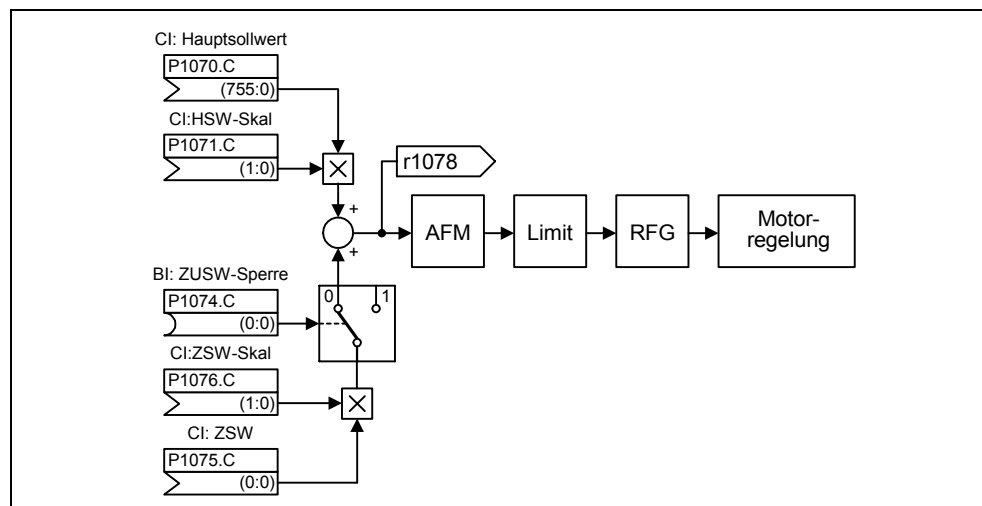 CI: Hauptsollwert
P1070.C
(755:0)
CI:HSW-Skal
P1071.C
(1:0)
r1078
+
+
AFM
Limit
RFG
Motor-
regelung
BI: ZUSW-Sperre
P1074.C
(0:0)
0
1
CI:ZSW-Skal
P1076.C
(1:0)
CI: ZSW
P1075.C
(0:0)